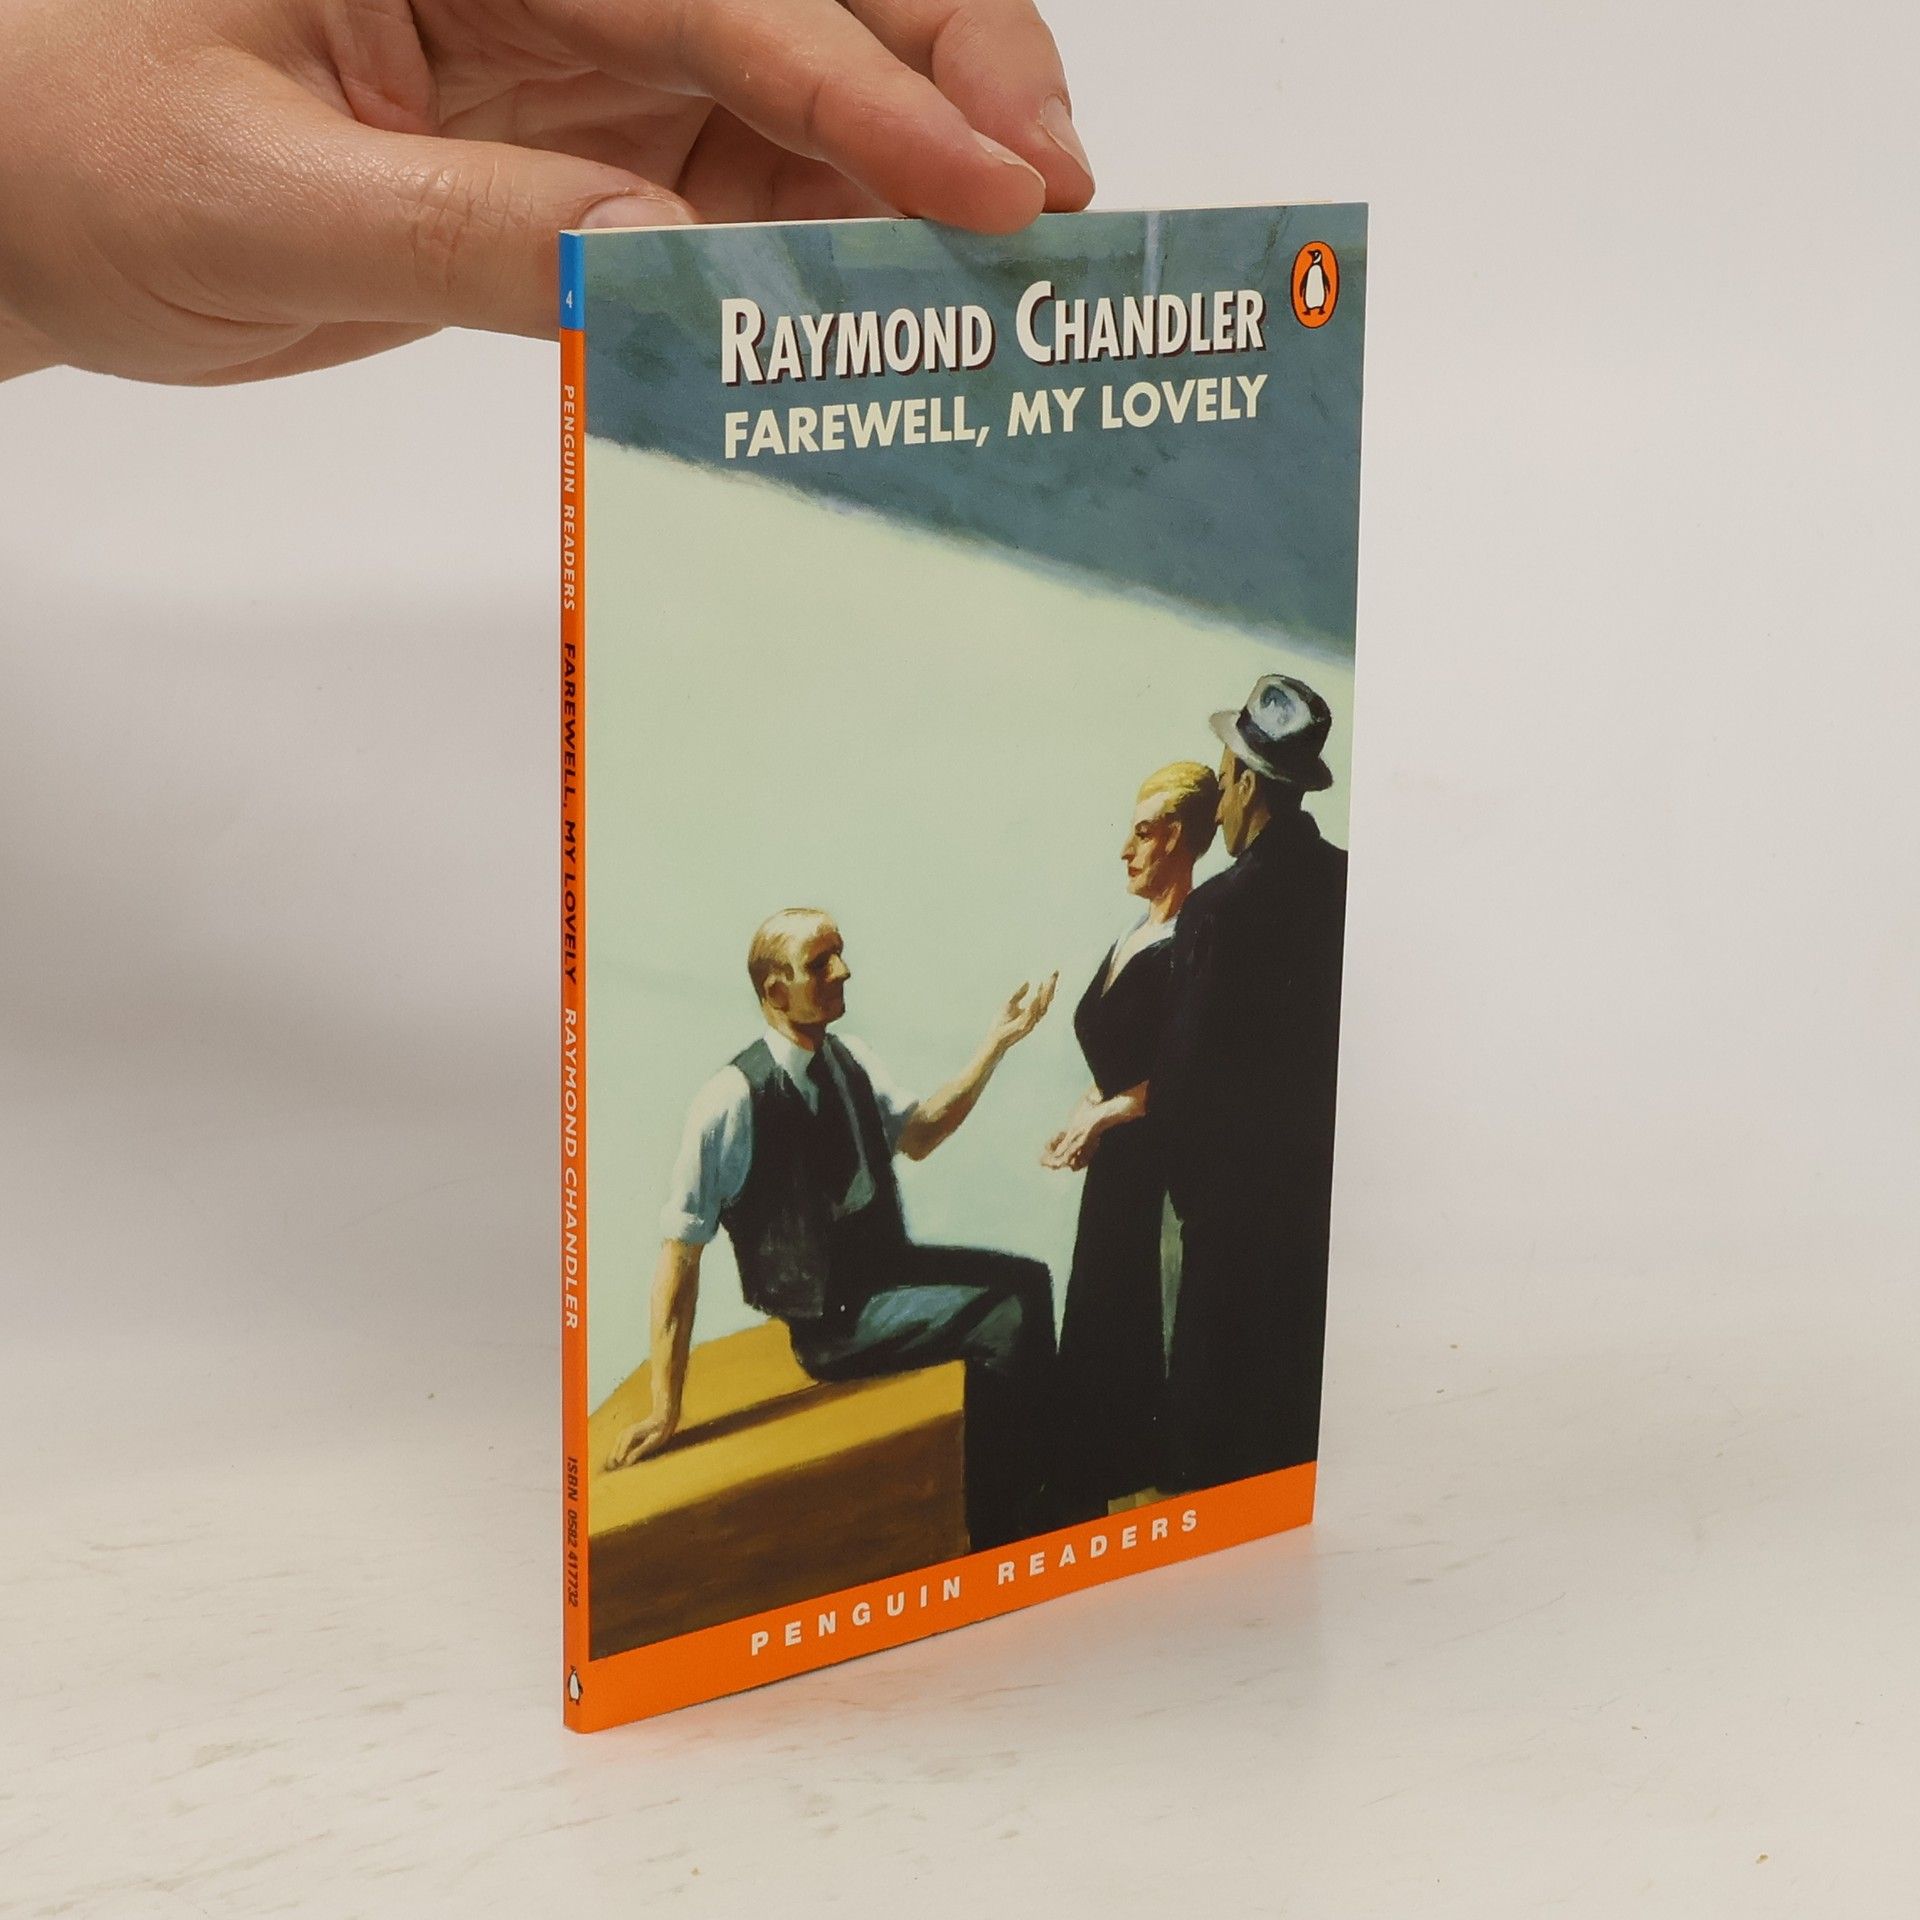 RAYMOND CHANDLER
FAREWELL, MY LOVELY
PENGUIN READERS
4
PENGUIN READERS FAREWELL, MY LOVELY RAYMOND CHANDLER
ISBN 0582 417732